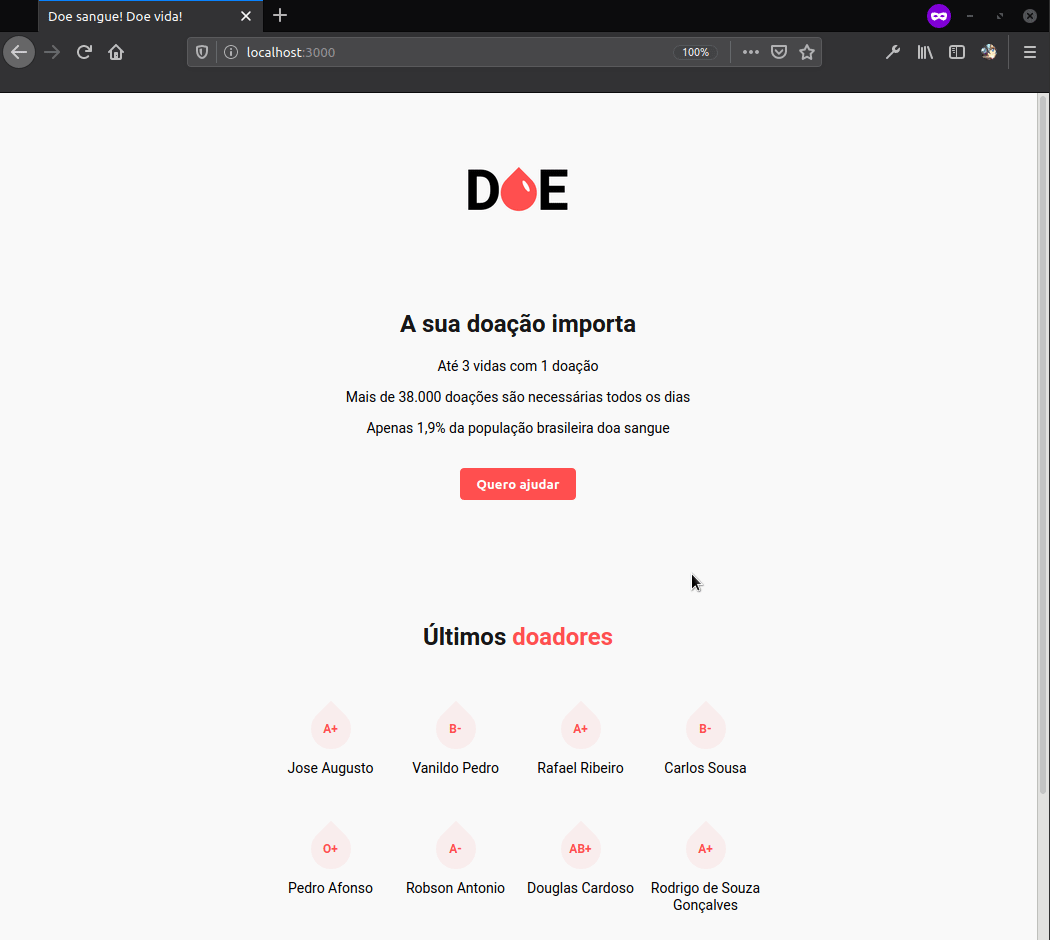 Doe sangue! Doe vida!
localhost:3000
100%
DOE
A sua doação importa
Até 3 vidas com 1 doação
Mais de 38.000 doações são necessárias todos os dias
Apenas 1,9% da população brasileira doa sangue
Quero ajudar
Últimos doadores
A+ B- A+ B-
Jose Augusto Vanildo Pedro Rafael Ribeiro Carlos Sousa
O+ A- AB+ A+
Pedro Afonso Robson Antonio Douglas Cardoso Rodrigo de Souza
Gonçalves